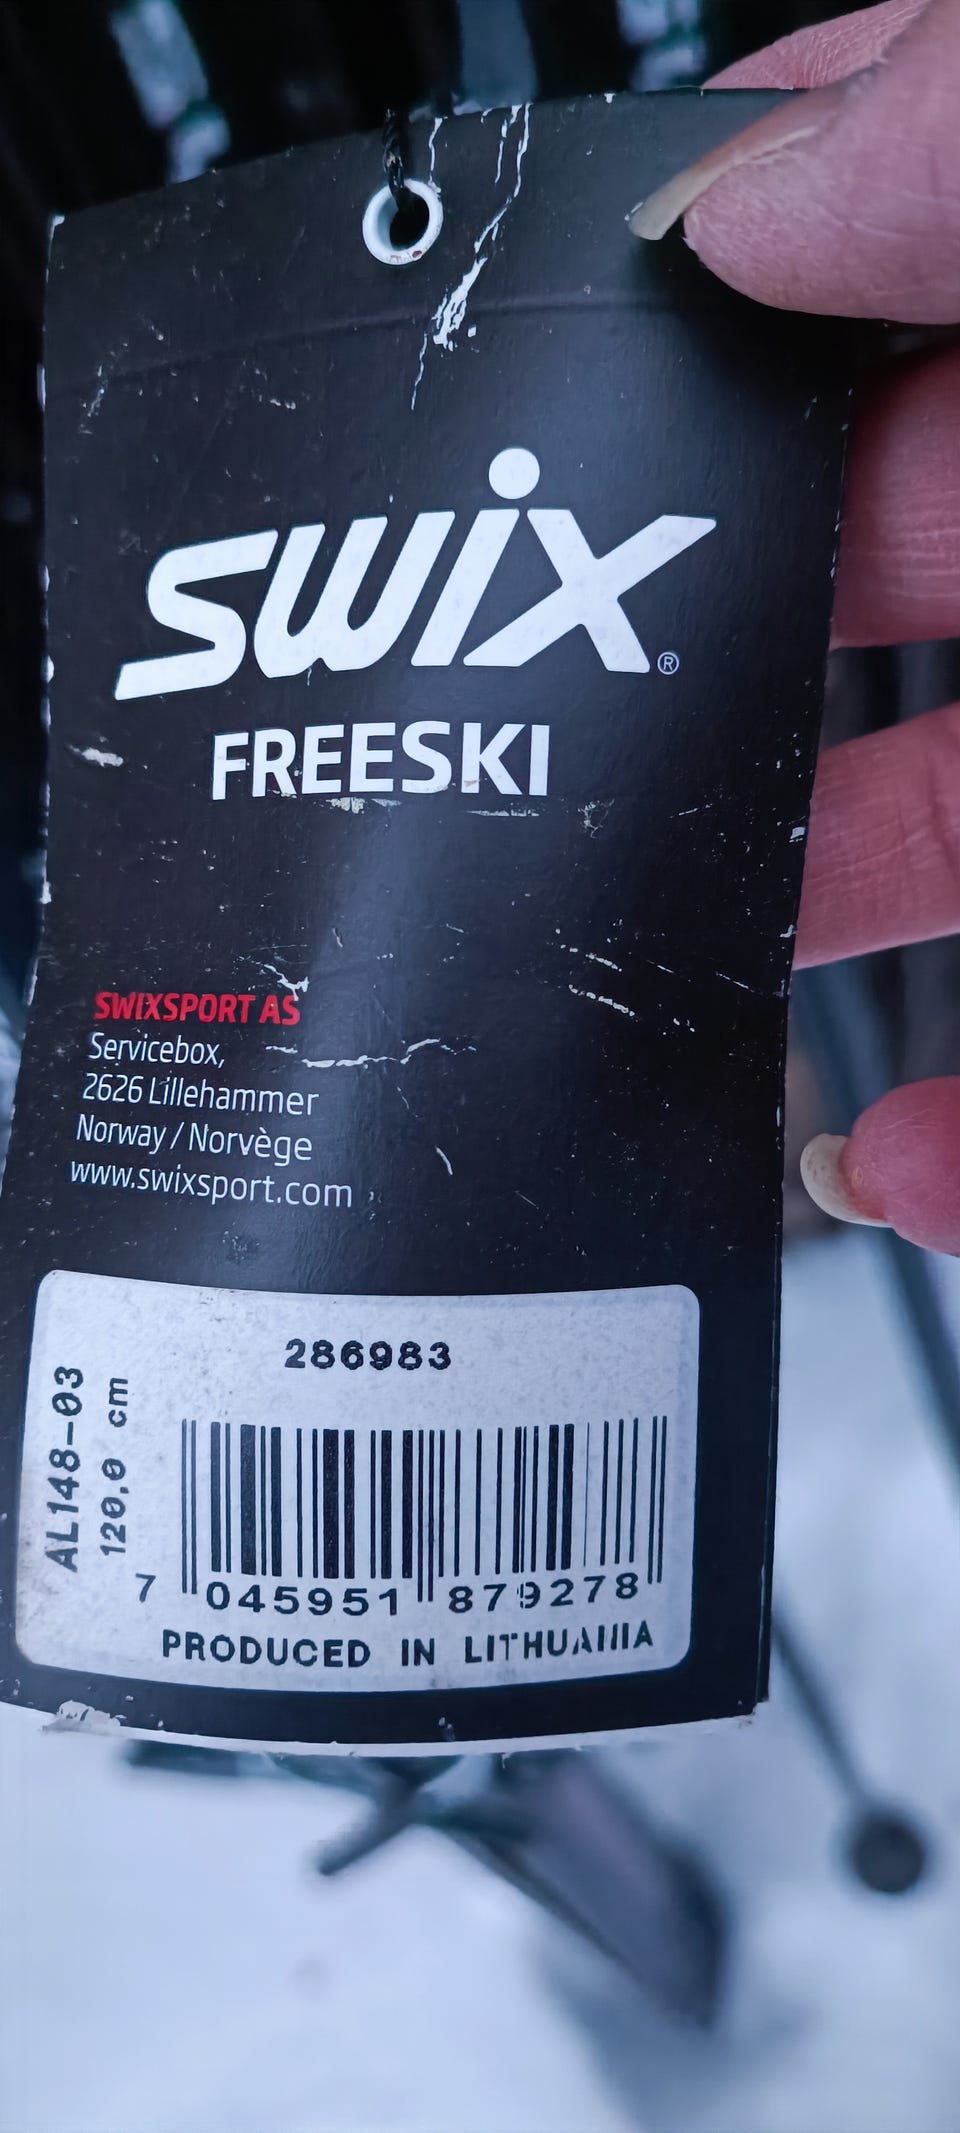 SWIX®
FREESKI
SWIXSPORT AS
Servicebox,
2626 Lillehammer
Norway / Norvège
www.swixsport.com
286983
AL148-03
120,0 cm
7 045951 879278
PRODUCED IN LITHUANIA